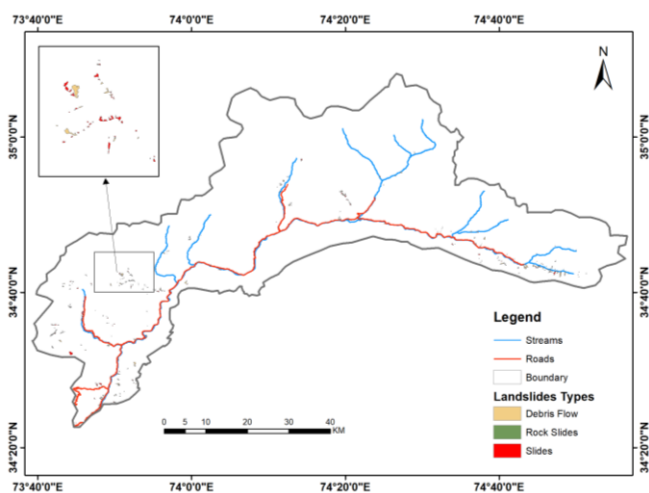 73°40'0"E 74°0'0"E 74°20'0"E 74°40'0"E
N
35°0'0"N 35°0'0"N
34°40'0"N 34°40'0"N
Legend
Streams
Roads
Boundary
Landslides Types
Debris Flow
Rock Slides
Slides
0 5 10 20 30 40
KM
34°20'0"N 34°20'0"N
73°40'0"E 74°0'0"E 74°20'0"E 74°40'0"E